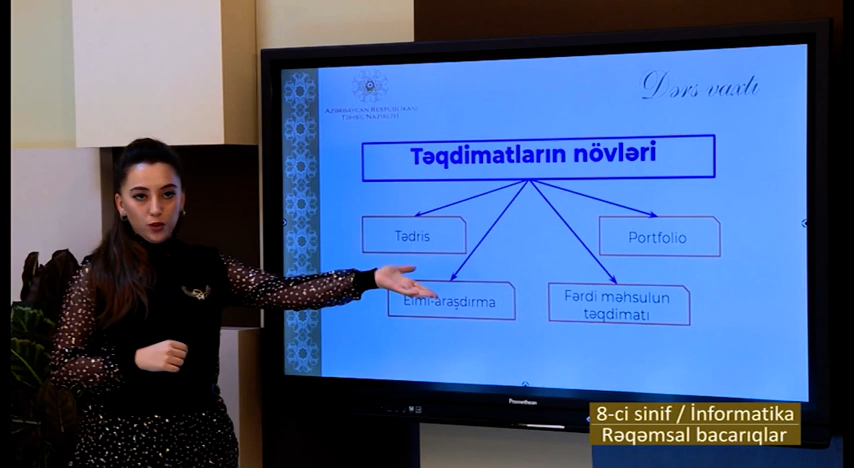 AZƏRBAYCAN RESPUBLİKASI
TƏHSİL NAZİRLİYİ
Dərs vaxtı
Təqdimatların növləri
Tədris
Portfolio
Elmi-araşdırma
Fərdi məhsulun
təqdimatı
Promethean
8-ci sinif / İnformatika
Rəqəmsal bacarıqlar